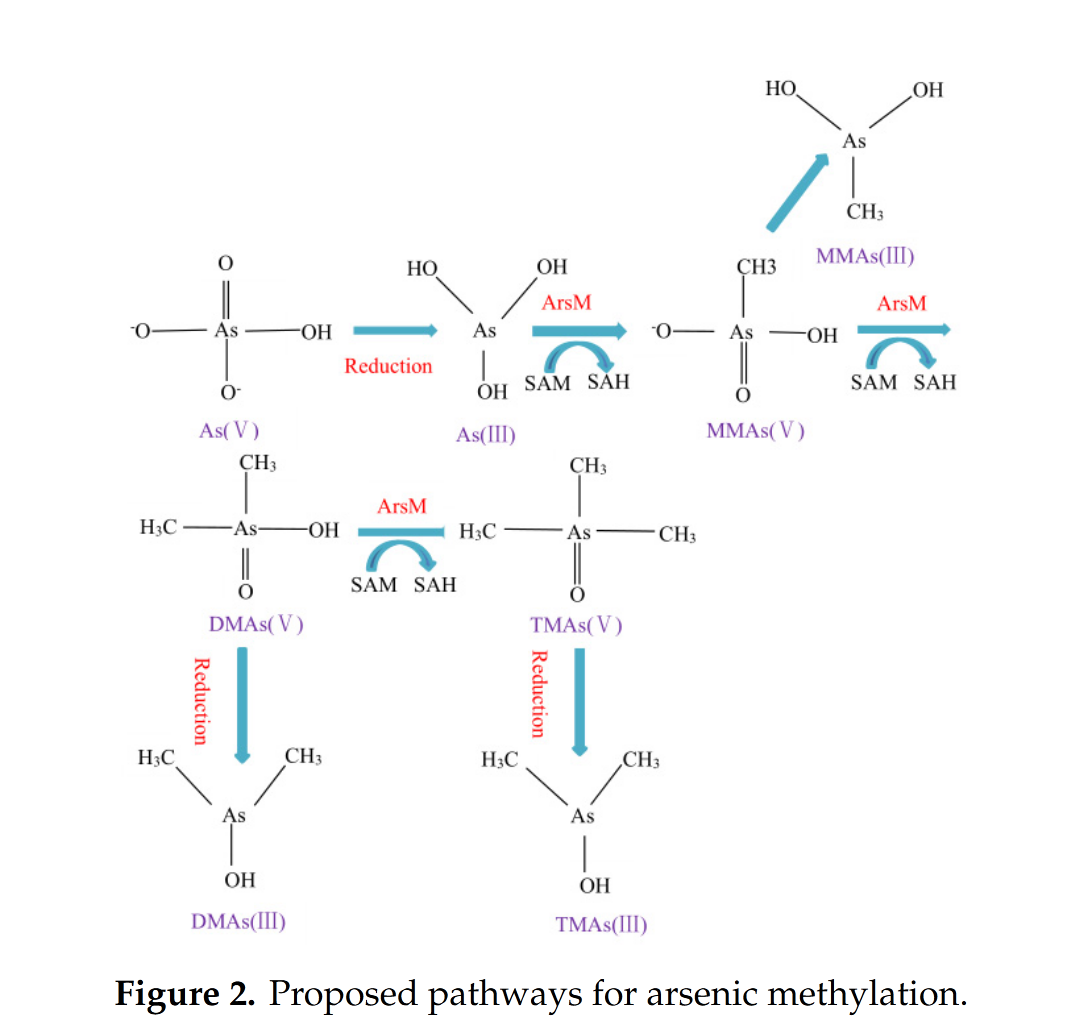 HO OH
As
CH₃
MMAs(III)
O
⁻O As OH
O⁻
As(V)
Reduction
HO OH
As
OH
As(III)
ArsM
SAM SAH
CH3
⁻O As OH
O
MMAs(V)
ArsM
SAM SAH
CH₃
H₃C As OH
O
DMAs(V)
ArsM
SAM SAH
CH₃
H₃C As CH₃
O
TMAs(V)
Reduction
H₃C CH₃
As
OH
DMAs(III)
Reduction
H₃C CH₃
As
OH
TMAs(III)
Figure 2. Proposed pathways for arsenic methylation.